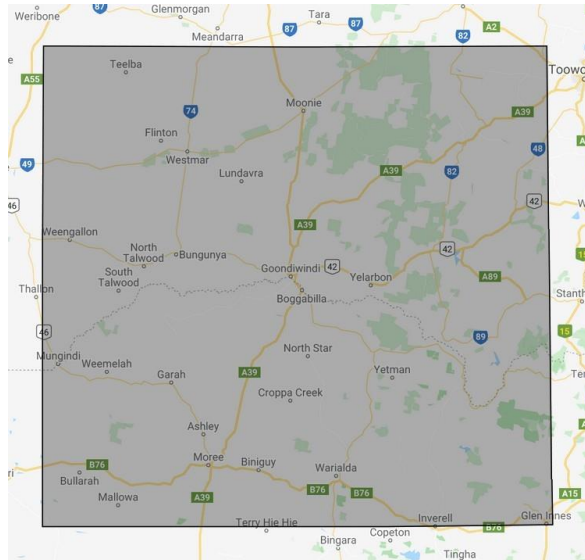 87
Glenmorgan
Weribone
87
Tara
Meandarra
87
82
A2
Teelba
Toowo
A55
74
Moonie
A39
Flinton
Westmar
48
49
Lundavra
A39
82
46
42
A39
Weengallon
North
Talwood
Bungunya
42
42
15
South
Talwood
Goondiwindi
Yelarbon
A89
Thallon
Boggabilla
Stanth
46
89
15
Mungindi
Weemelah
North Star
Garah
A39
Yetman
Croppa Creek
Ashley
B76
Moree
Biniguy
Warialda
Bullarah
B76
B76
A15
Mallowa
A39
Terry Hie Hie
Inverell
B76
Glen Innes
Bingara
Copeton
Tingha